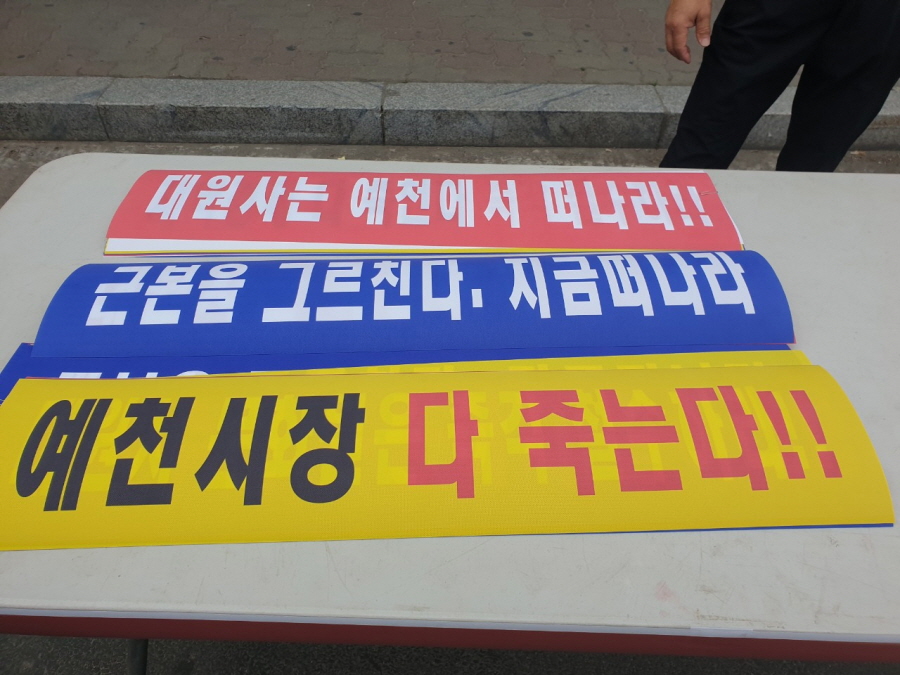 대원사는 예천에서 떠나라!!
근본을 그르친다. 지금떠나라
예천시장 다 죽는다!!